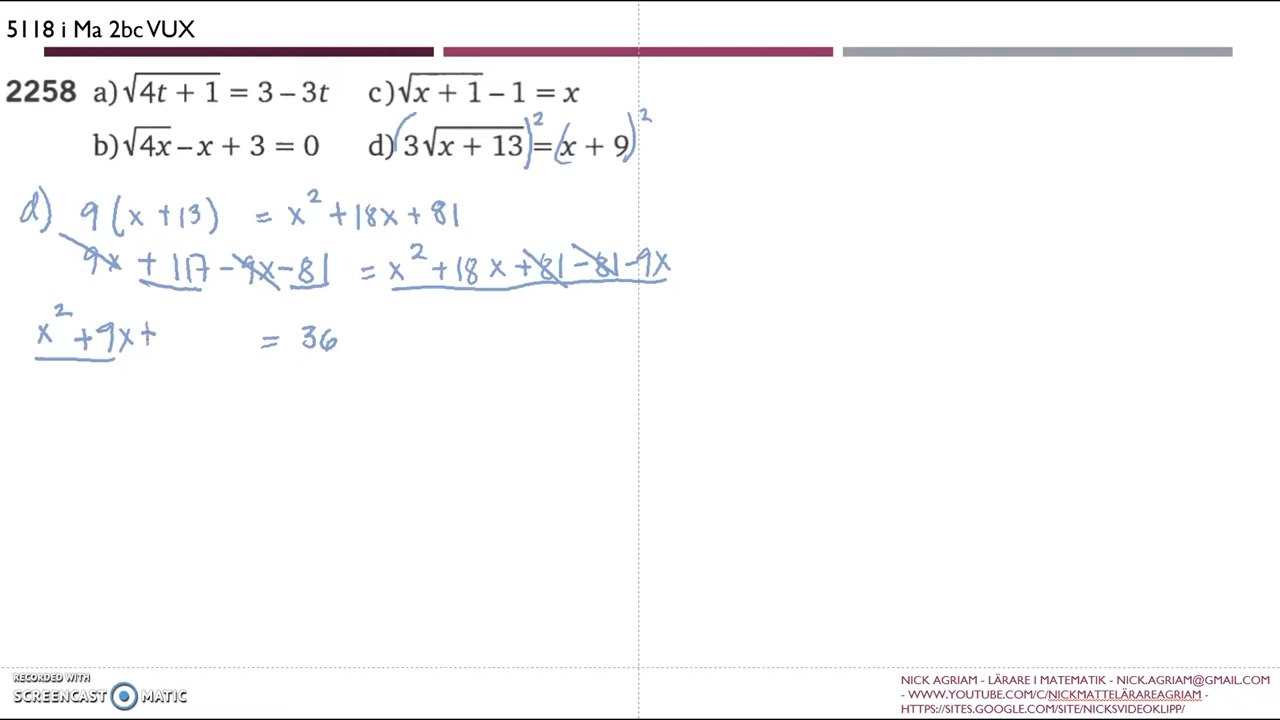 5118 i Ma 2bc VUX
2258 a) √4t + 1 = 3 – 3t c) √x + 1 – 1 = x
b) √4x – x + 3 = 0 d) (3√x + 13)² = (x + 9)²
d) 9(x + 13) = x² + 18x + 81
9x + 117 - 9x - 81 = x² + 18x + 81 - 81 - 9x
x² + 9x + = 36
RECORDED WITH
SCREENCAST MATIC
NICK AGRIAM - LÄRARE I MATEMATIK - NICK.AGRIAM@GMAIL.COM
- WWW.YOUTUBE.COM/C/NICKMATTELÄRAREAGRIAM -
HTTPS://SITES.GOOGLE.COM/SITE/NICKSVIDEOKLIPP/